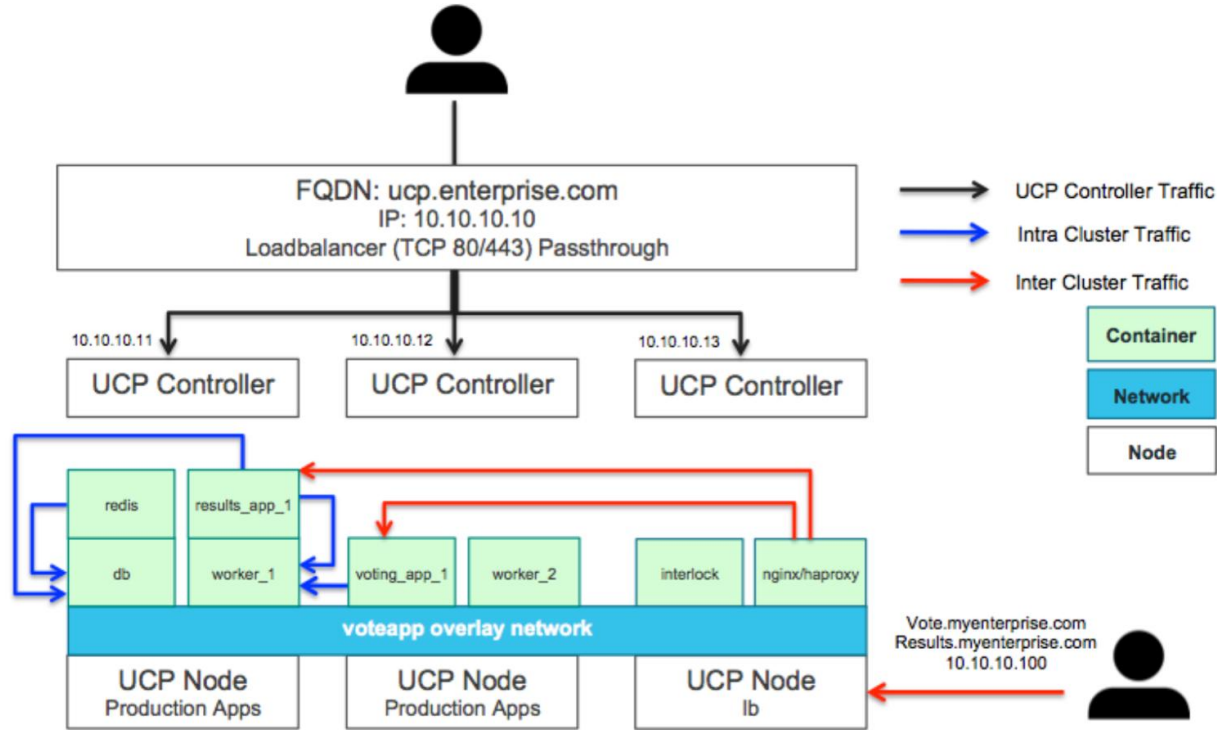 FQDN: ucp.enterprise.com
IP: 10.10.10.10
Loadbalancer (TCP 80/443) Passthrough
UCP Controller Traffic
Intra Cluster Traffic
Inter Cluster Traffic
Container
Network
Node
10.10.10.11
10.10.10.12
10.10.10.13
UCP Controller
UCP Controller
UCP Controller
redis
results_app_1
db
worker_1
voting_app_1
worker_2
interlock
nginx/haproxy
voteapp overlay network
Vote.myenterprise.com
Results.myenterprise.com
10.10.10.100
UCP Node
Production Apps
UCP Node
Production Apps
UCP Node
lb